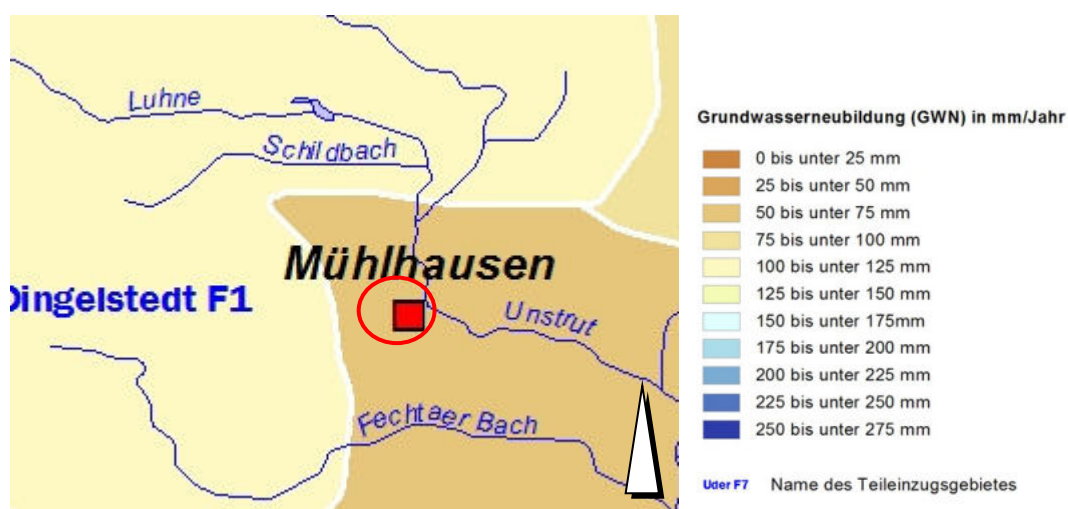 Luhne
Schildbach
Mühlhausen
Dingelstedt F1
Unstrut
Fechtaer Bach
Grundwasserneubildung (GWN) in mm/Jahr
0 bis unter 25 mm
25 bis unter 50 mm
50 bis unter 75 mm
75 bis unter 100 mm
100 bis unter 125 mm
125 bis unter 150 mm
150 bis unter 175mm
175 bis unter 200 mm
200 bis unter 225 mm
225 bis unter 250 mm
250 bis unter 275 mm
Uder F7 Name des Teileinzugsgebietes